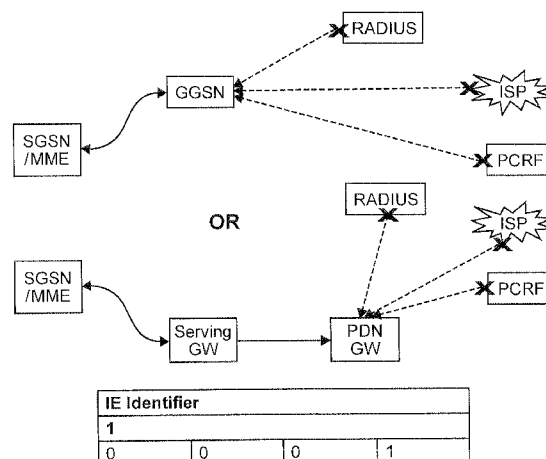 RADIUS
GGSN
ISP
SGSN
/MME
PCRF
OR
RADIUS
ISP
SGSN
/MME
PCRF
Serving
GW
PDN
GW
IE Identifier
1
0 0 0 1